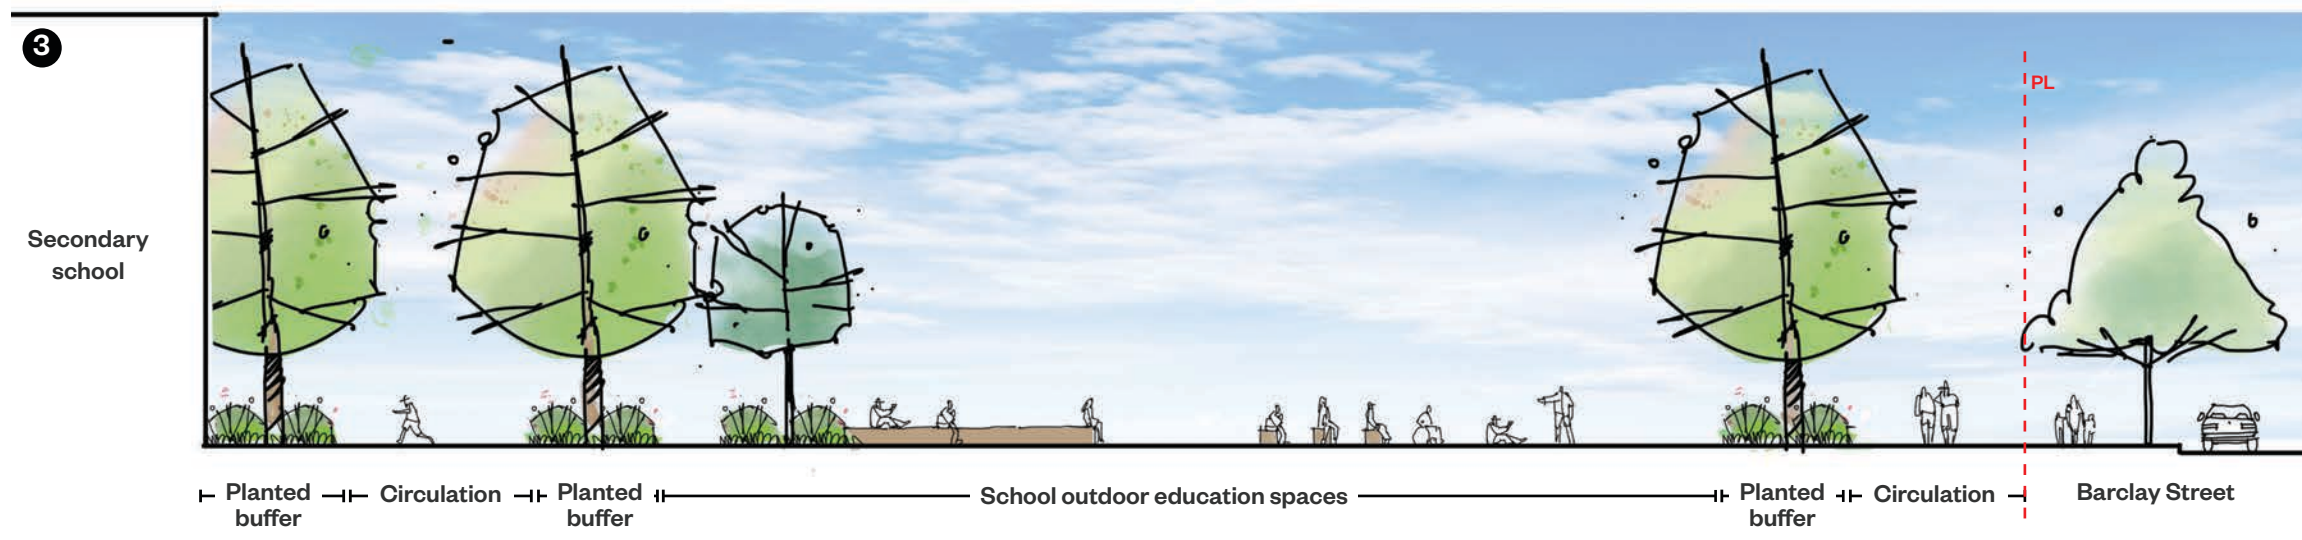 3
PL
Secondary
school
Planted
buffer
Circulation
Planted
buffer
School outdoor education spaces
Planted
buffer
Circulation
Barclay Street